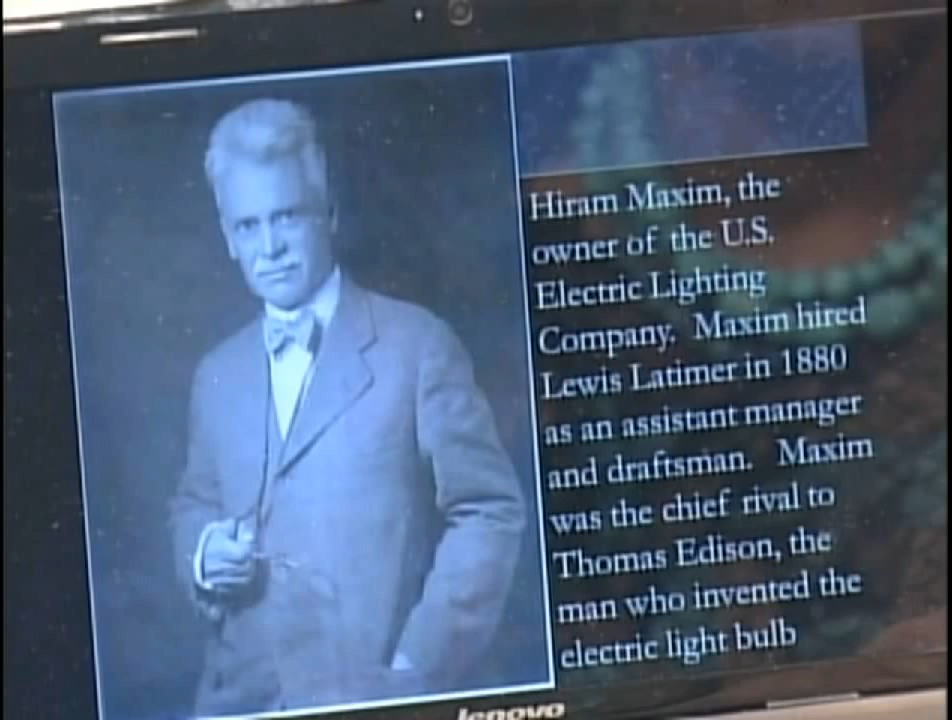 Hiram Maxim, the
owner of the U.S.
Electric Lighting
Company. Maxim hired
Lewis Latimer in 1880
as an assistant manager
and draftsman. Maxim
was the chief rival to
Thomas Edison, the
man who invented the
electric light bulb
lenovo